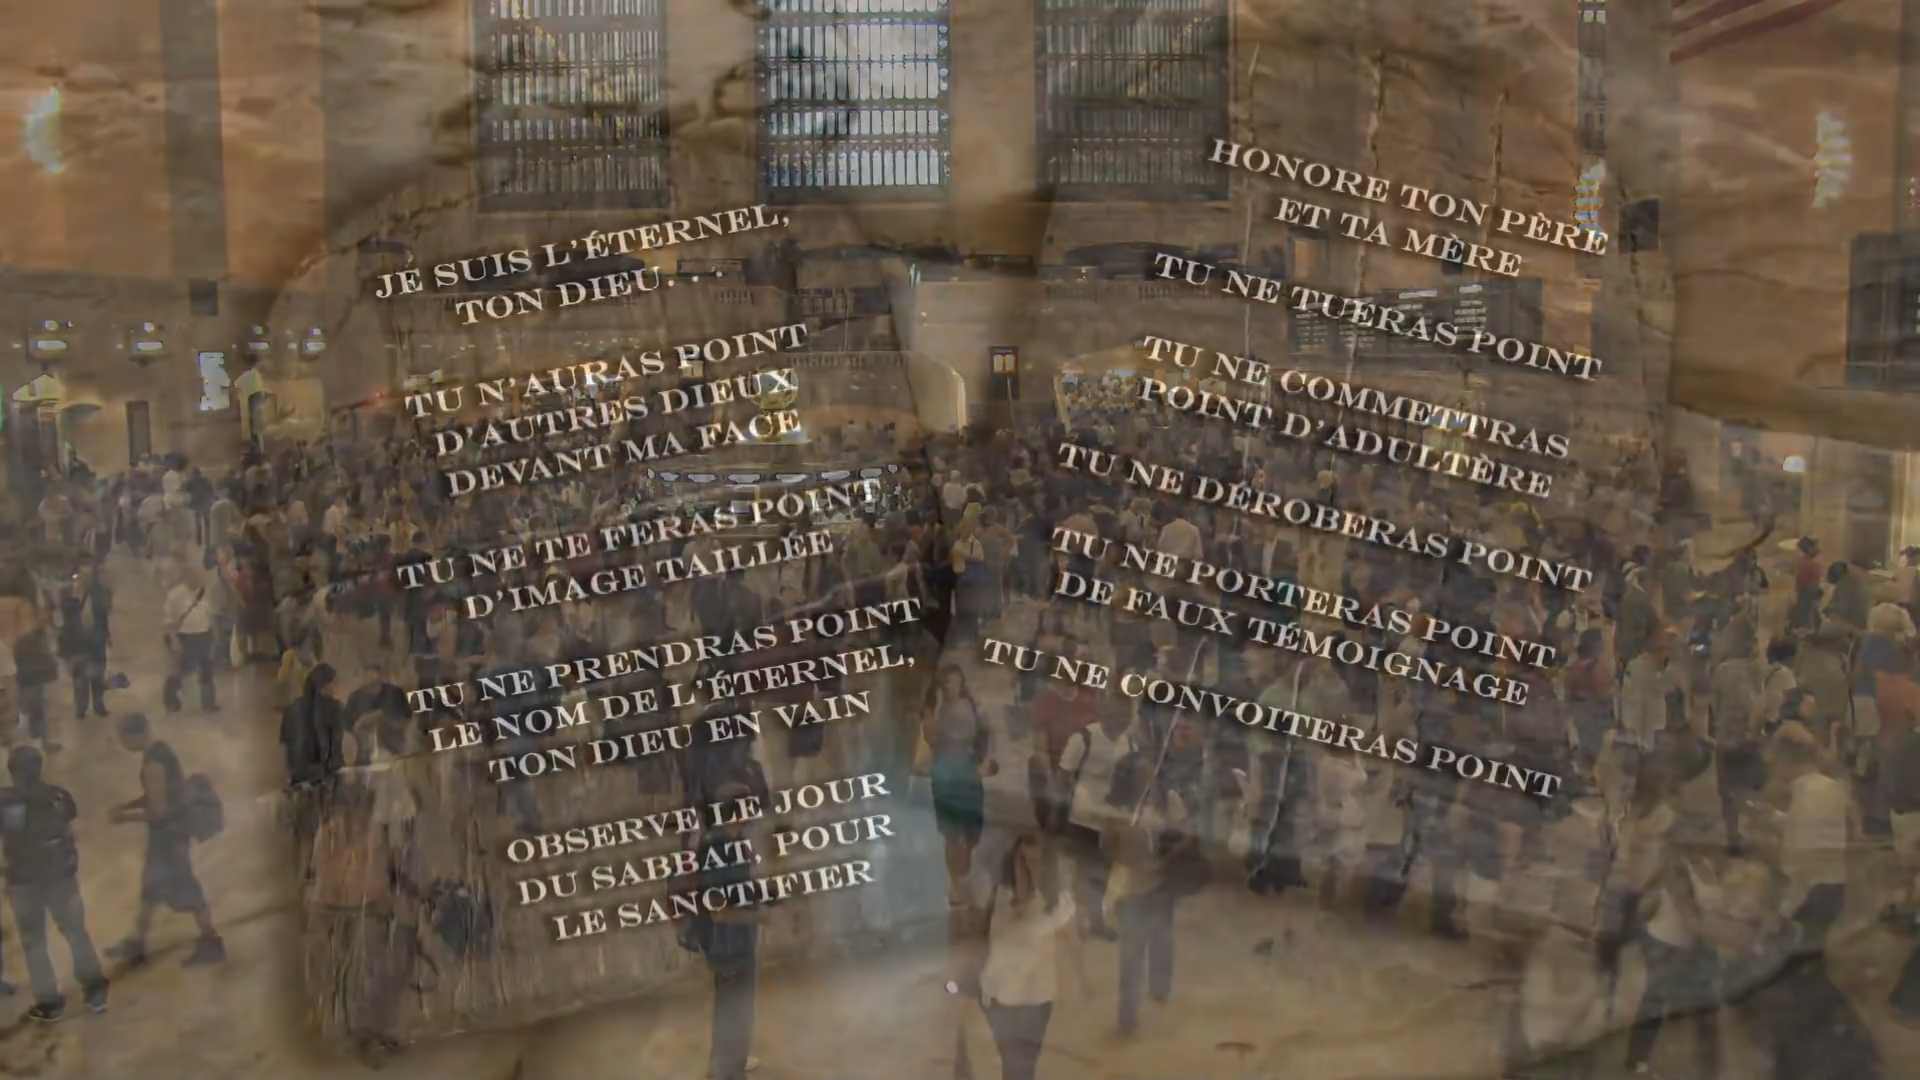 JE SUIS L'ÉTERNEL,
TON DIEU. . .
TU N'AURAS POINT
D'AUTRES DIEUX
DEVANT MA FACE
TU NE TE FERAS POINT
D'IMAGE TAILLÉE
TU NE PRENDRAS POINT
LE NOM DE L'ÉTERNEL,
TON DIEU EN VAIN
OBSERVE LE JOUR
DU SABBAT, POUR
LE SANCTIFIER
HONORE TON PÈRE
ET TA MÈRE
TU NE TUERAS POINT
TU NE COMMETTRAS
POINT D'ADULTÈRE
TU NE DÉROBERAS POINT
TU NE PORTERAS POINT
DE FAUX TÉMOIGNAGE
TU NE CONVOITERAS POINT